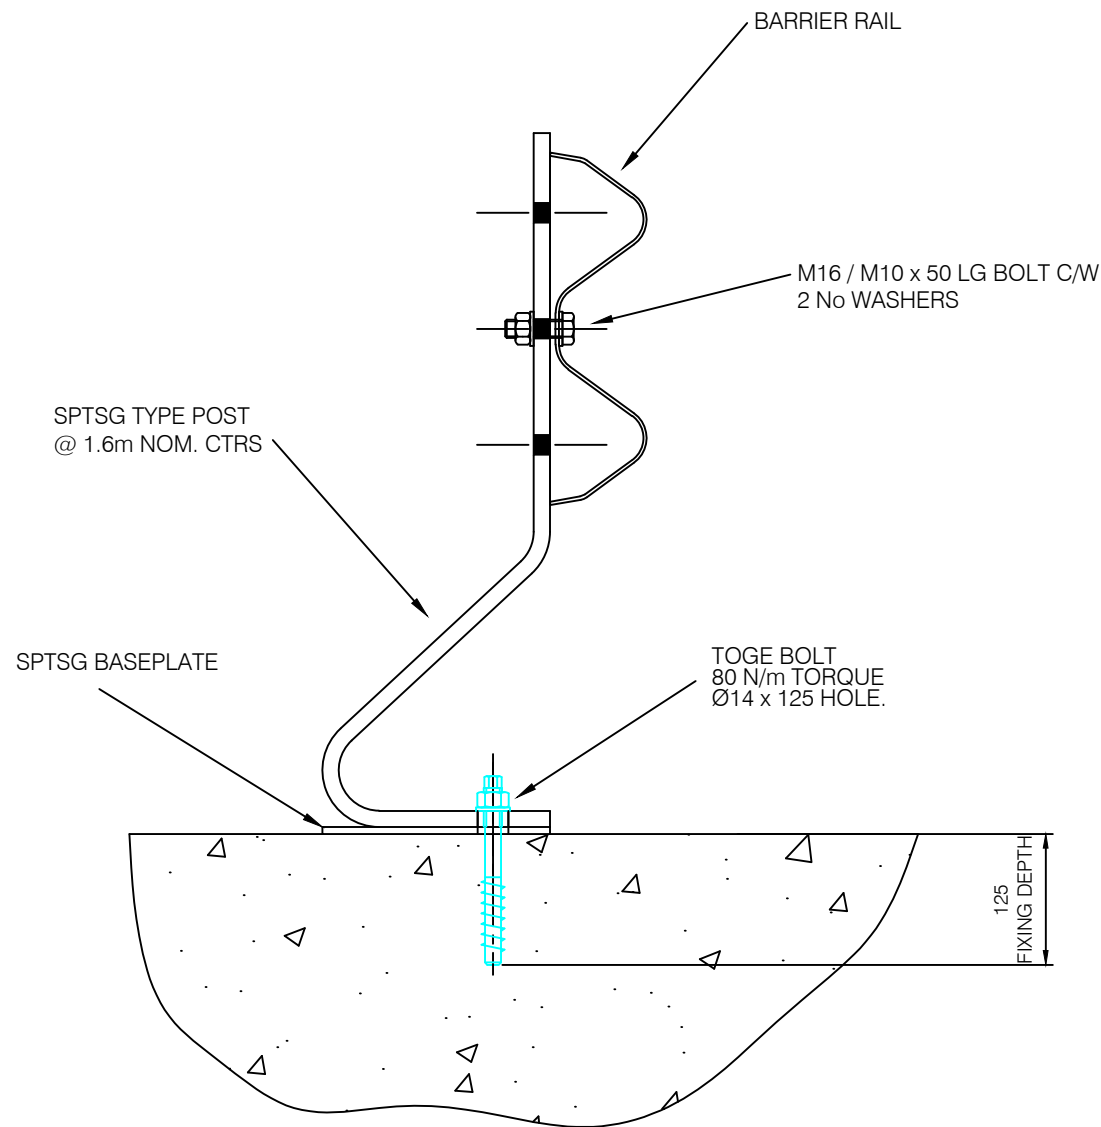 BARRIER RAIL
M16 / M10 x 50 LG BOLT C/W
2 No WASHERS
SPTSG TYPE POST
@ 1.6m NOM. CTRS
SPTSG BASEPLATE
TOGE BOLT
80 N/m TORQUE
Ø14 x 125 HOLE.
125
FIXING DEPTH